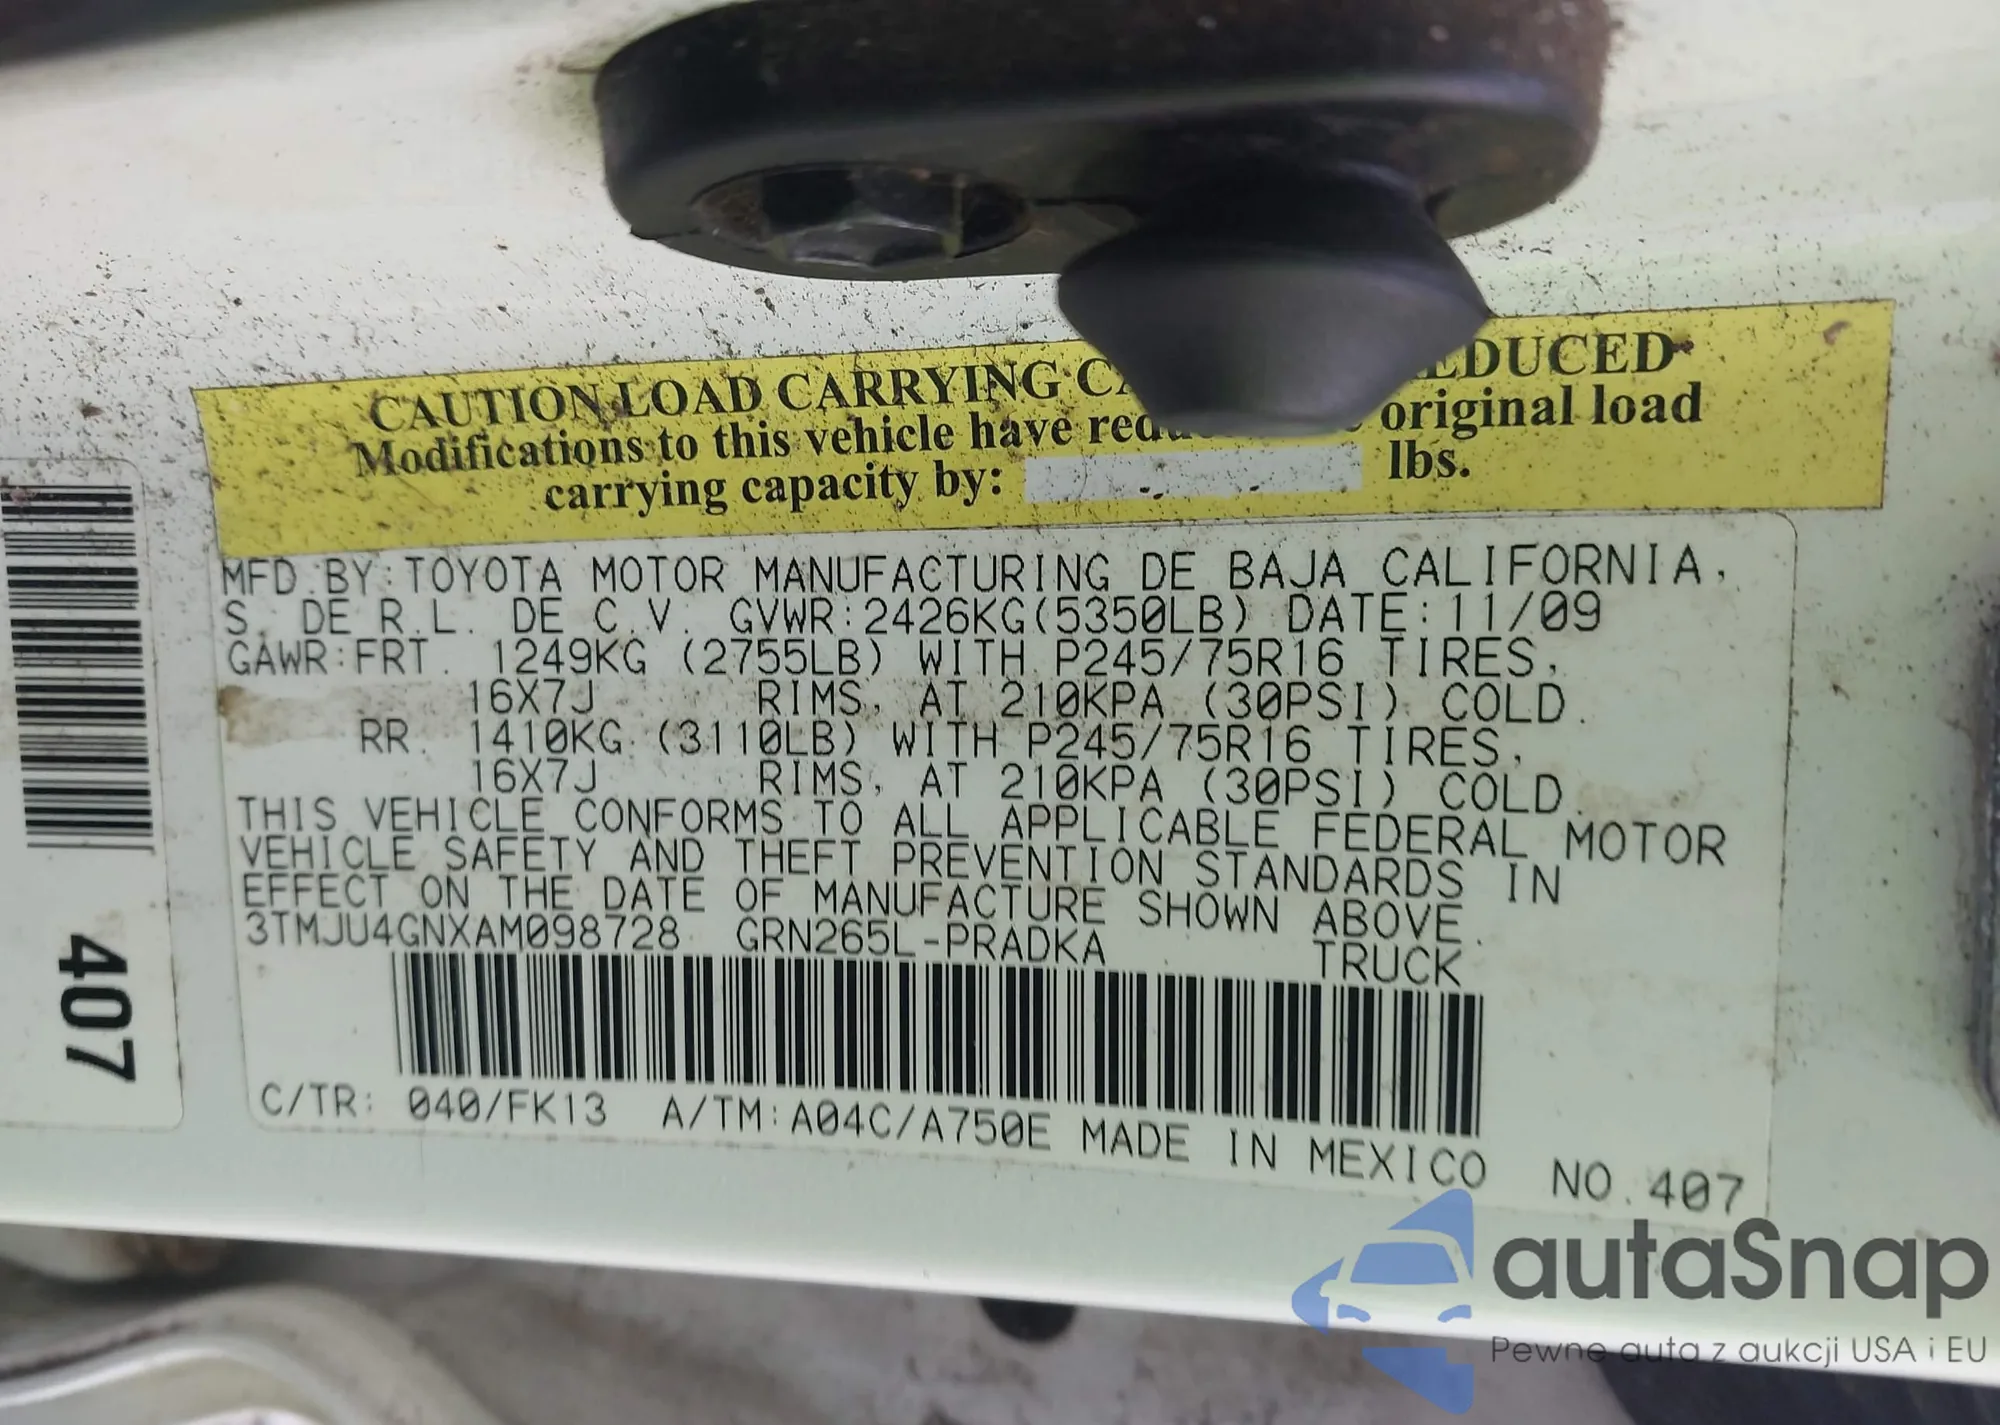 CAUTION LOAD CARRYING
Modifications to this vehicle have original load
carrying capacity by: lbs.
MFD.BY:TOYOTA MOTOR MANUFACTURING DE BAJA CALIFORNIA,
S. DE R.L. DE C.V. GVWR:2426KG(5350LB) DATE:11/09
GAWR:FRT. 1249KG (2755LB) WITH P245/75R16 TIRES,
16X7J RIMS, AT 210KPA (30PSI) COLD.
RR. 1410KG (3110LB) WITH P245/75R16 TIRES,
16X7J RIMS, AT 210KPA (30PSI) COLD.
THIS VEHICLE CONFORMS TO ALL APPLICABLE FEDERAL MOTOR
VEHICLE SAFETY AND THEFT PREVENTION STANDARDS IN
EFFECT ON THE DATE OF MANUFACTURE SHOWN ABOVE.
3TMJU4GNXAM098728 GRN265L-PRADKA TRUCK
C/TR: 040/FK13 A/TM:A04C/A750E MADE IN MEXICO NO.407
407
autaSnap
Pewne auta z aukcji USA i EU